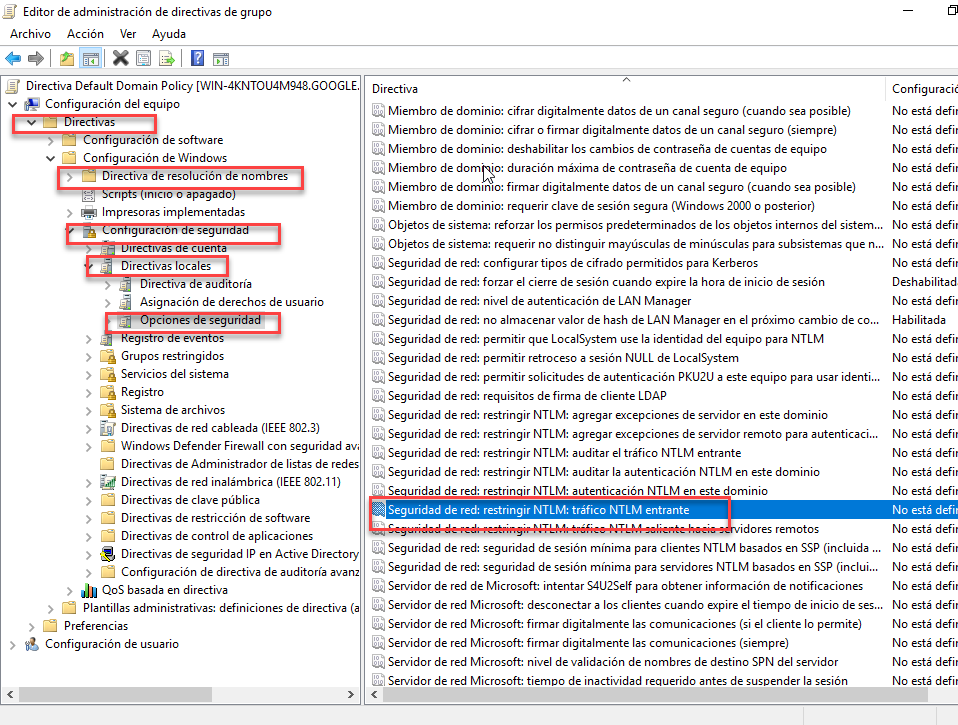 Editor de administración de directivas de grupo
Archivo Acción Ver Ayuda
Directiva Default Domain Policy [WIN-4KNTOU4M948.GOOGLE.
Configuración del equipo
Directivas
Configuración de software
Configuración de Windows
Directiva de resolución de nombres
Scripts (inicio o apagado)
Impresoras implementadas
Configuración de seguridad
Directivas de cuenta
Directivas locales
Directiva de auditoría
Asignación de derechos de usuario
Opciones de seguridad
Registro de eventos
Grupos restringidos
Servicios del sistema
Registro
Sistema de archivos
Directivas de red cableada (IEEE 802.3)
Windows Defender Firewall con seguridad ava
Directivas de Administrador de listas de redes
Directivas de red inalámbrica (IEEE 802.11)
Directivas de clave pública
Directivas de restricción de software
Directivas de control de aplicaciones
Directivas de seguridad IP en Active Directory
Configuración de directiva de auditoría avanz
QoS basada en directiva
Plantillas administrativas: definiciones de directiva (a
Preferencias
Configuración de usuario
Directiva Configuració
Miembro de dominio: cifrar digitalmente datos de un canal seguro (cuando sea posible) No está defir
Miembro de dominio: cifrar o firmar digitalmente datos de un canal seguro (siempre) No está defir
Miembro de dominio: deshabilitar los cambios de contraseña de cuentas de equipo No está defir
Miembro de dominio: duración máxima de contraseña de cuenta de equipo No está defir
Miembro de dominio: firmar digitalmente datos de un canal seguro (cuando sea posible) No está defir
Miembro de dominio: requerir clave de sesión segura (Windows 2000 o posterior) No está defir
Objetos de sistema: reforzar los permisos predeterminados de los objetos internos del sistem... No está defir
Objetos de sistema: requerir no distinguir mayúsculas de minúsculas para subsistemas que n... No está defir
Seguridad de red: configurar tipos de cifrado permitidos para Kerberos No está defir
Seguridad de red: forzar el cierre de sesión cuando expire la hora de inicio de sesión Deshabilitad
Seguridad de red: nivel de autenticación de LAN Manager No está defir
Seguridad de red: no almacenar valor de hash de LAN Manager en el próximo cambio de co... Habilitada
Seguridad de red: permitir que LocalSystem use la identidad del equipo para NTLM No está defir
Seguridad de red: permitir retroceso a sesión NULL de LocalSystem No está defir
Seguridad de red: permitir solicitudes de autenticación PKU2U a este equipo para usar identi... No está defir
Seguridad de red: requisitos de firma de cliente LDAP No está defir
Seguridad de red: restringir NTLM: agregar excepciones de servidor en este dominio No está defir
Seguridad de red: restringir NTLM: agregar excepciones de servidor remoto para autenticaci... No está defir
Seguridad de red: restringir NTLM: auditar el tráfico NTLM entrante No está defir
Seguridad de red: restringir NTLM: auditar la autenticación NTLM en este dominio No está defir
Seguridad de red: restringir NTLM: autenticación NTLM en este dominio No está defir
Seguridad de red: restringir NTLM: tráfico NTLM entrante No está defir
Seguridad de red: restringir NTLM: tráfico NTLM saliente hacia servidores remotos No está defir
Seguridad de red: seguridad de sesión mínima para clientes NTLM basados en SSP (incluida ... No está defir
Seguridad de red: seguridad de sesión mínima para servidores NTLM basados en SSP (inclui... No está defir
Servidor de red de Microsoft: intentar S4U2Self para obtener información de notificaciones No está defir
Servidor de red Microsoft: desconectar a los clientes cuando expire el tiempo de inicio de ses... No está defir
Servidor de red Microsoft: firmar digitalmente las comunicaciones (si el cliente lo permite) No está defir
Servidor de red Microsoft: firmar digitalmente las comunicaciones (siempre) No está defir
Servidor de red Microsoft: nivel de validación de nombres de destino SPN del servidor No está defir
Servidor de red Microsoft: tiempo de inactividad requerido antes de suspender la sesión No está defir